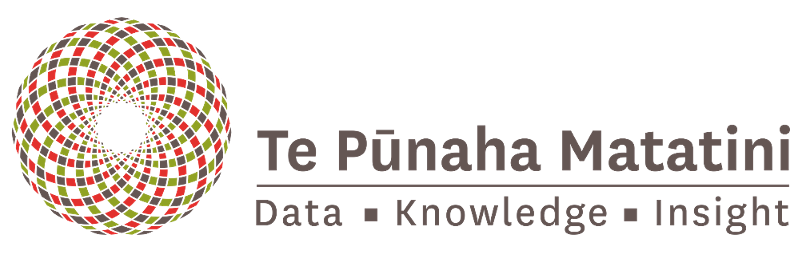 Te Pūnaha Matatini
Data ▪ Knowledge ▪ Insight